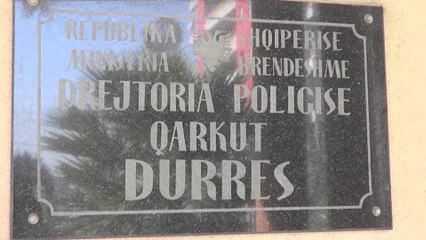 REPUBLIKA SHQIPERISE
MINISTRIA BRENDESHME
DREJTORIA POLICISE
QARKUT
DURRES